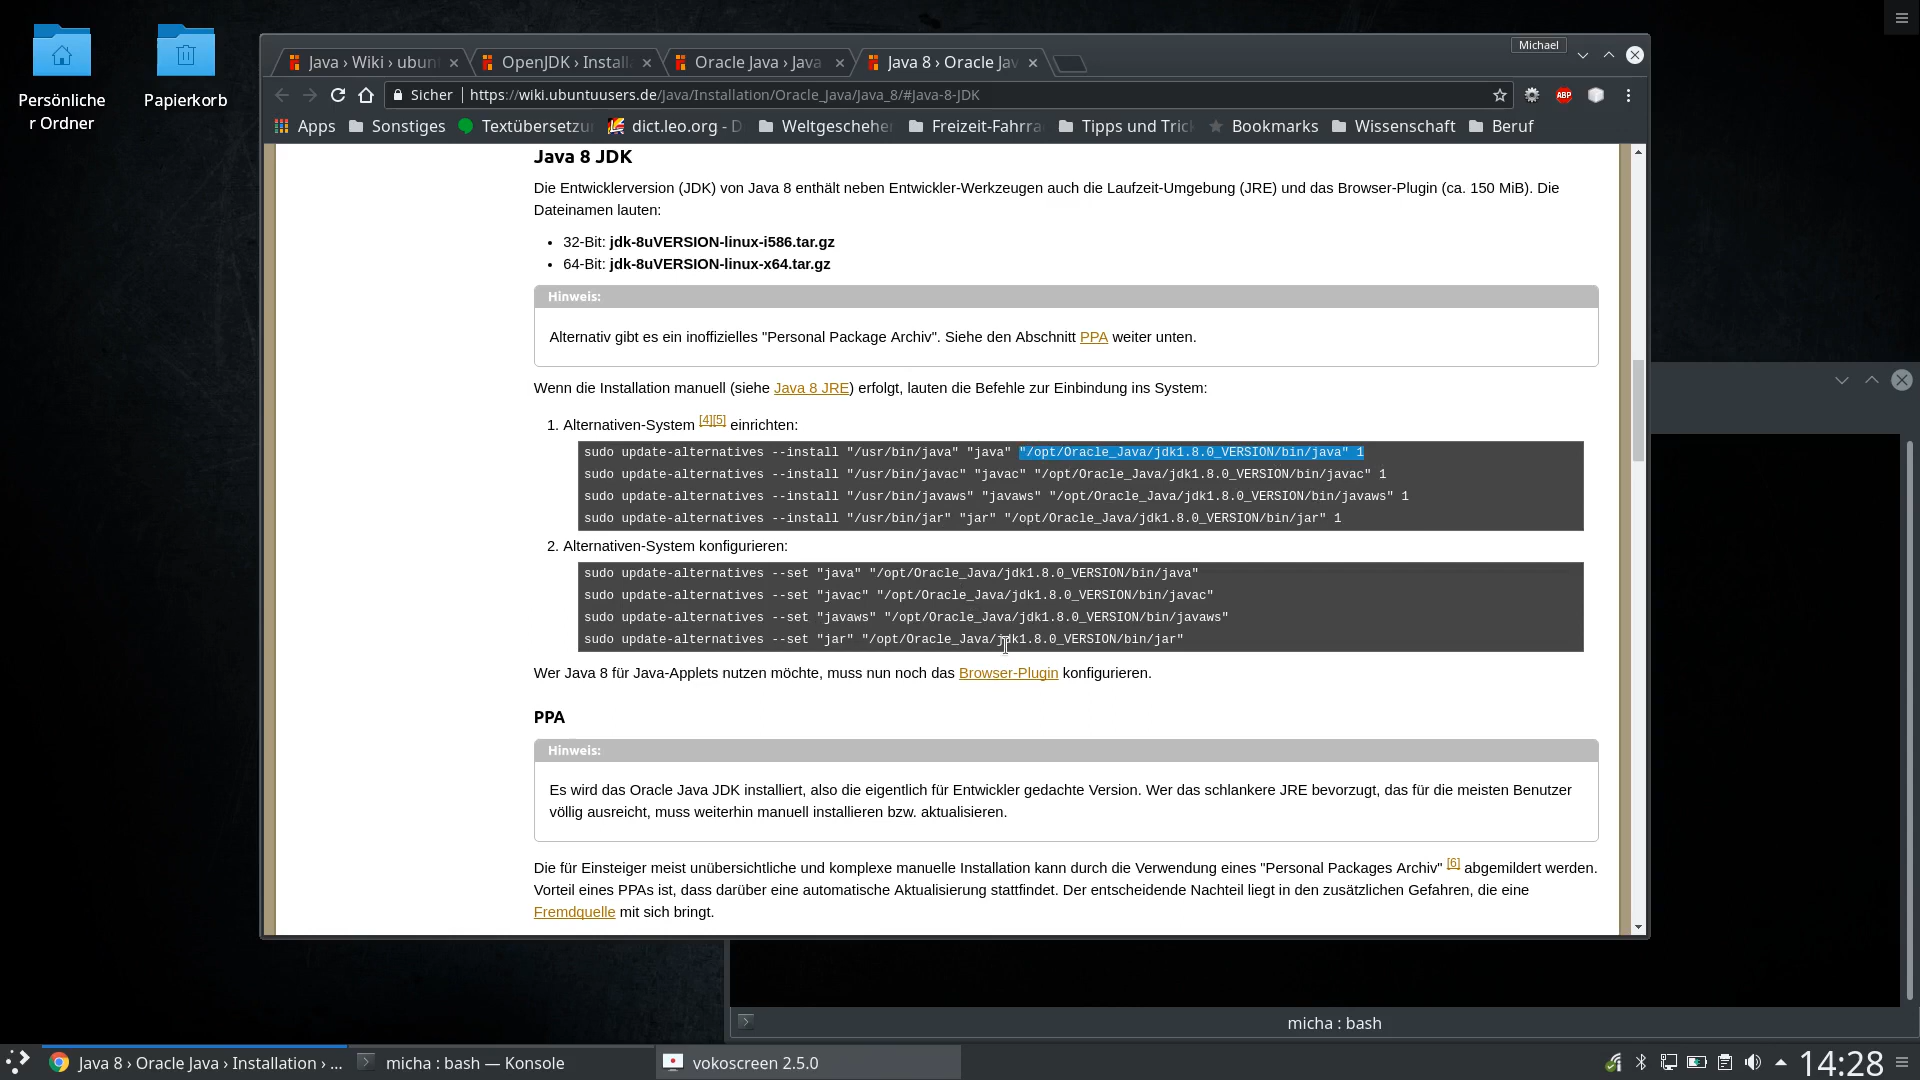 Persönliche
r Ordner
Papierkorb
Michael
Java › Wiki › ubun
OpenJDK › Install
Oracle Java › Java
Java 8 › Oracle Jav
Sicher
https://wiki.ubuntuusers.de/Java/Installation/Oracle_Java/Java_8/#Java-8-JDK
ABP
Apps
Sonstiges
Textübersetzu
dict.leo.org - D
Weltgeschehe
Freizeit-Fahrra
Tipps und Tric
Bookmarks
Wissenschaft
Beruf
Java 8 JDK
Die Entwicklerversion (JDK) von Java 8 enthält neben Entwickler-Werkzeugen auch die Laufzeit-Umgebung (JRE) und das Browser-Plugin (ca. 150 MiB). Die
Dateinamen lauten:
• 32-Bit: jdk-8uVERSION-linux-i586.tar.gz
• 64-Bit: jdk-8uVERSION-linux-x64.tar.gz
Hinweis:
Alternativ gibt es ein inoffizielles "Personal Package Archiv". Siehe den Abschnitt PPA weiter unten.
Wenn die Installation manuell (siehe Java 8 JRE) erfolgt, lauten die Befehle zur Einbindung ins System:
1. Alternativen-System [4][5] einrichten:
sudo update-alternatives --install "/usr/bin/java" "java" "/opt/Oracle_Java/jdk1.8.0_VERSION/bin/java" 1
sudo update-alternatives --install "/usr/bin/javac" "javac" "/opt/Oracle_Java/jdk1.8.0_VERSION/bin/javac" 1
sudo update-alternatives --install "/usr/bin/javaws" "javaws" "/opt/Oracle_Java/jdk1.8.0_VERSION/bin/javaws" 1
sudo update-alternatives --install "/usr/bin/jar" "jar" "/opt/Oracle_Java/jdk1.8.0_VERSION/bin/jar" 1
2. Alternativen-System konfigurieren:
sudo update-alternatives --set "java" "/opt/Oracle_Java/jdk1.8.0_VERSION/bin/java"
sudo update-alternatives --set "javac" "/opt/Oracle_Java/jdk1.8.0_VERSION/bin/javac"
sudo update-alternatives --set "javaws" "/opt/Oracle_Java/jdk1.8.0_VERSION/bin/javaws"
sudo update-alternatives --set "jar" "/opt/Oracle_Java/jdk1.8.0_VERSION/bin/jar"
Wer Java 8 für Java-Applets nutzen möchte, muss nun noch das Browser-Plugin konfigurieren.
PPA
Hinweis:
Es wird das Oracle Java JDK installiert, also die eigentlich für Entwickler gedachte Version. Wer das schlankere JRE bevorzugt, das für die meisten Benutzer
völlig ausreicht, muss weiterhin manuell installieren bzw. aktualisieren.
Die für Einsteiger meist unübersichtliche und komplexe manuelle Installation kann durch die Verwendung eines "Personal Packages Archiv" [6] abgemildert werden.
Vorteil eines PPAs ist, dass darüber eine automatische Aktualisierung stattfindet. Der entscheidende Nachteil liegt in den zusätzlichen Gefahren, die eine
Fremdquelle mit sich bringt.
micha : bash
Java 8 › Oracle Java › Installation › ...
micha : bash — Konsole
vokoscreen 2.5.0
14:28